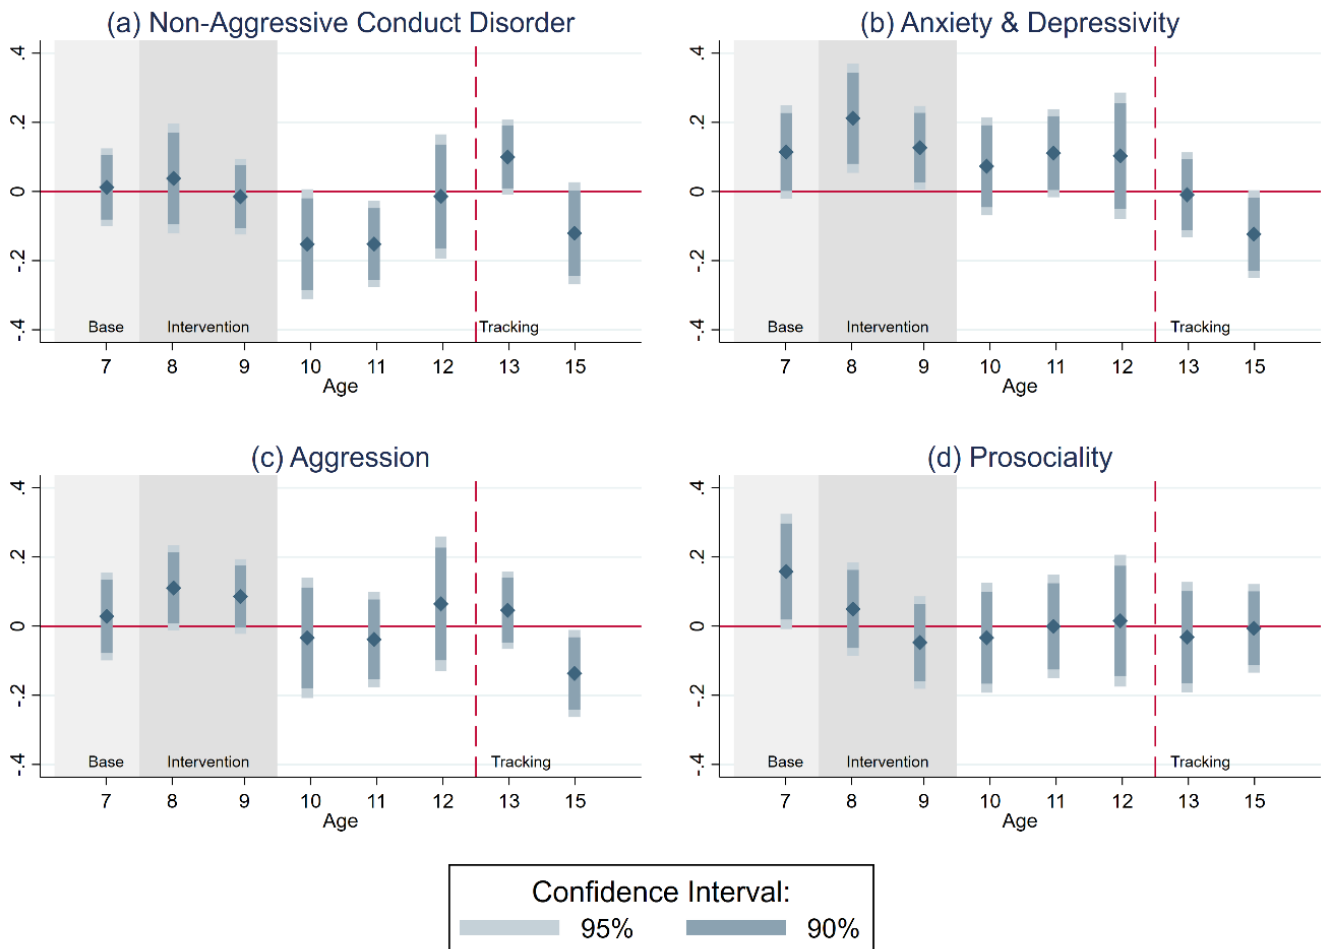 (a) Non-Aggressive Conduct Disorder
.4
.2
0
-.2
-.4
Base Intervention Tracking
7 8 9 10 11 12 13 15
Age
(b) Anxiety & Depressivity
.4
.2
0
-.2
-.4
Base Intervention Tracking
7 8 9 10 11 12 13 15
Age
(c) Aggression
.4
.2
0
-.2
-.4
Base Intervention Tracking
7 8 9 10 11 12 13 15
Age
(d) Prosociality
.4
.2
0
-.2
-.4
Base Intervention Tracking
7 8 9 10 11 12 13 15
Age
Confidence Interval:
95% 90%